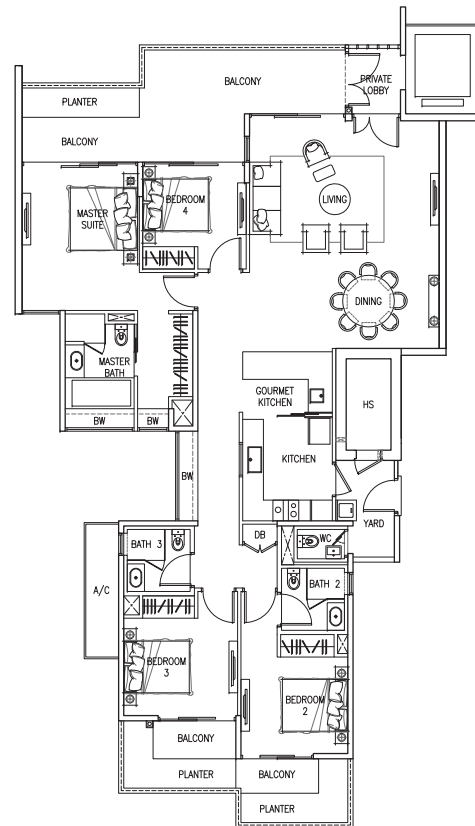 BALCONY
PRIVATE
LOBBY
PLANTER
BALCONY
BEDROOM
4
MASTER
SUITE
LIVING
DINING
MASTER
BATH
GOURMET
KITCHEN
HS
BW
BW
KITCHEN
BW
YARD
DB
WC
BATH 3
BATH 2
A/C
BEDROOM
3
BEDROOM
2
BALCONY
PLANTER
BALCONY
PLANTER